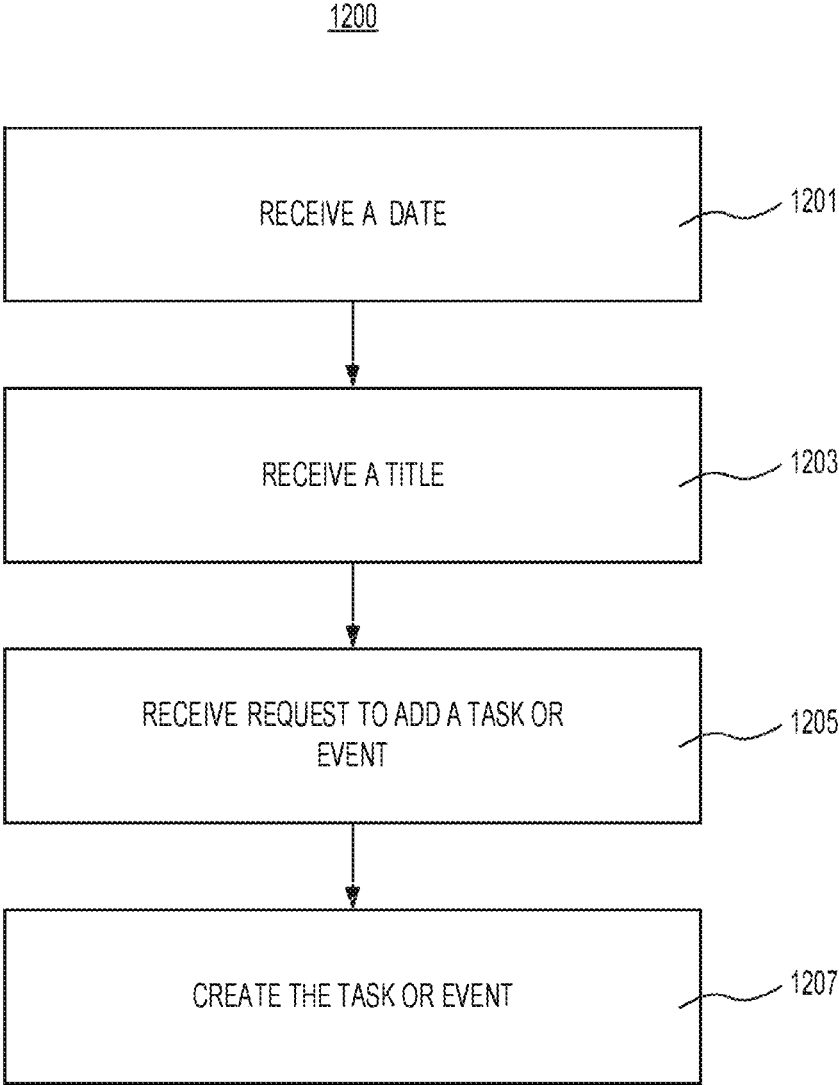 1200
RECEIVE A DATE
1201
RECEIVE A TITLE
1203
RECEIVE REQUEST TO ADD A TASK OR
EVENT
1205
CREATE THE TASK OR EVENT
1207